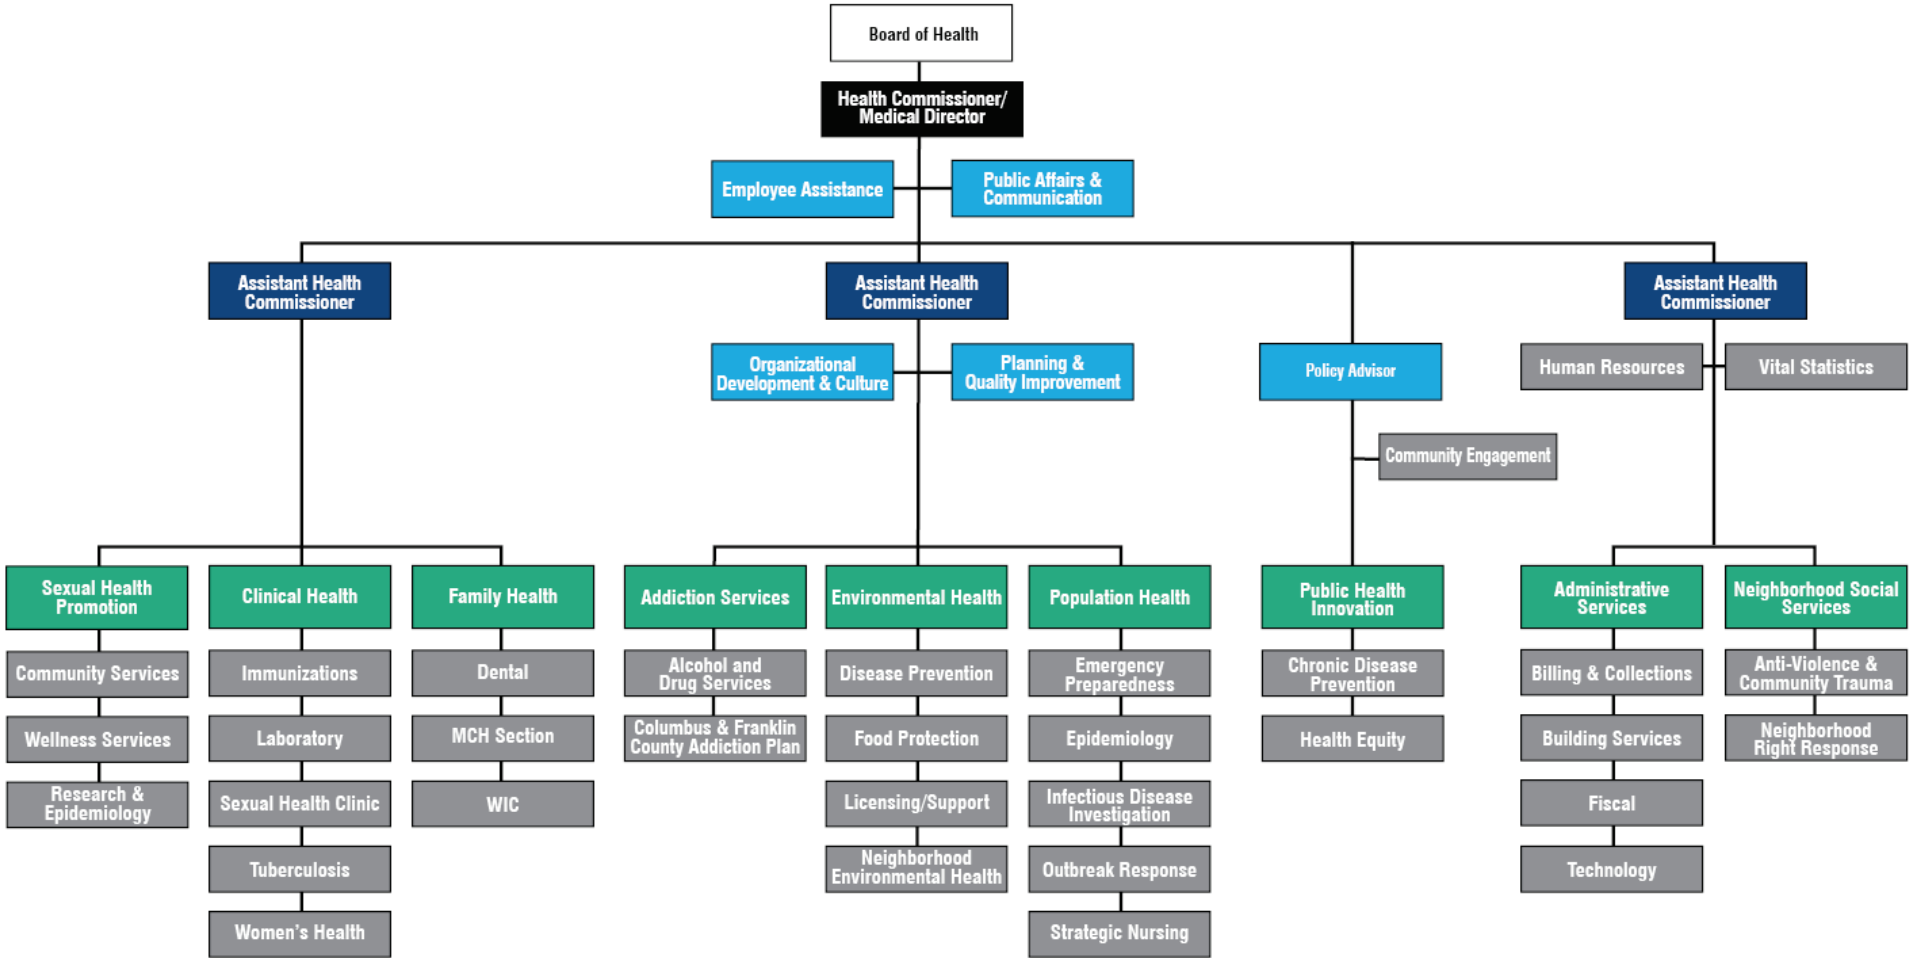 Board of Health
Health Commissioner/
Medical Director
Employee Assistance
Public Affairs &
Communication
Assistant Health
Commissioner
Assistant Health
Commissioner
Assistant Health
Commissioner
Organizational
Development & Culture
Planning &
Quality Improvement
Policy Advisor
Human Resources
Vital Statistics
Community Engagement
Sexual Health
Promotion
Clinical Health
Family Health
Addiction Services
Environmental Health
Population Health
Public Health
Innovation
Administrative
Services
Neighborhood Social
Services
Community Services
Immunizations
Dental
Alcohol and
Drug Services
Disease Prevention
Emergency
Preparedness
Chronic Disease
Prevention
Billing & Collections
Anti-Violence &
Community Trauma
Wellness Services
Laboratory
MCH Section
Columbus & Franklin
County Addiction Plan
Food Protection
Epidemiology
Health Equity
Building Services
Neighborhood
Right Response
Research &
Epidemiology
Sexual Health Clinic
WIC
Licensing/Support
Infectious Disease
Investigation
Fiscal
Tuberculosis
Neighborhood
Environmental Health
Outbreak Response
Technology
Women's Health
Strategic Nursing